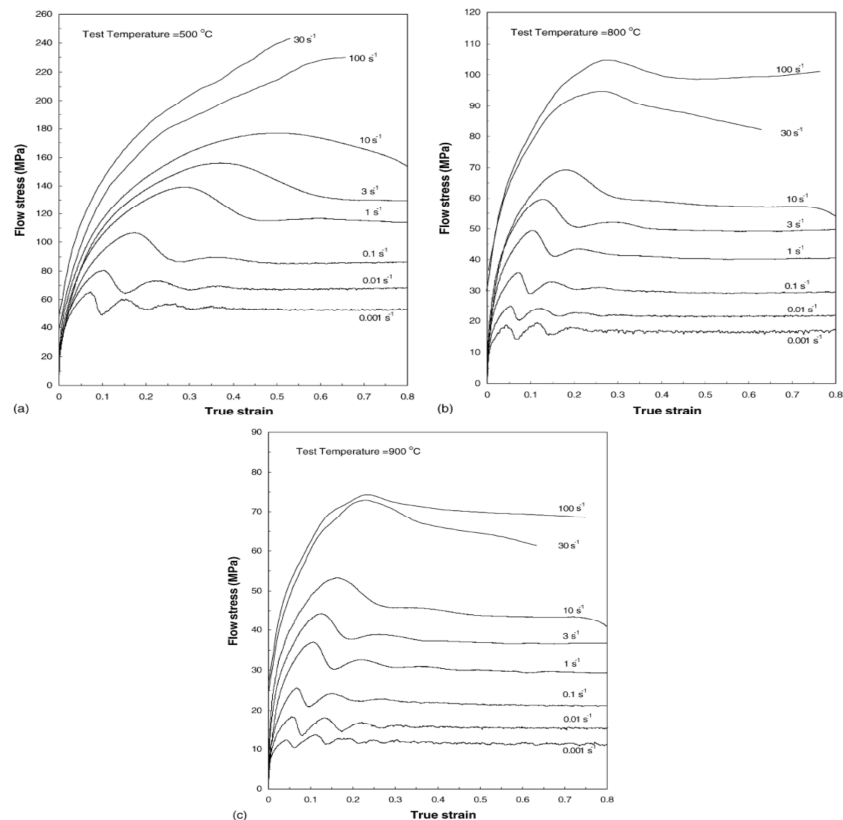 Test Temperature =500 °C
Flow stress (MPa)
260
240
220
200
180
160
140
120
100
80
60
40
20
0
30 s⁻¹
100 s⁻¹
10 s⁻¹
3 s⁻¹
1 s⁻¹
0.1 s⁻¹
0.01 s⁻¹
0.001 s⁻¹
0 0.1 0.2 0.3 0.4 0.5 0.6 0.7 0.8
(a) True strain
Test Temperature =800 °C
Flow stress (MPa)
120
110
100
90
80
70
60
50
40
30
20
10
0
100 s⁻¹
30 s⁻¹
10 s⁻¹
3 s⁻¹
1 s⁻¹
0.1 s⁻¹
0.01 s⁻¹
0.001 s⁻¹
0 0.1 0.2 0.3 0.4 0.5 0.6 0.7 0.8
(b) True strain
Test Temperature =900 °C
Flow stress (MPa)
90
80
70
60
50
40
30
20
10
0
100 s⁻¹
30 s⁻¹
10 s⁻¹
3 s⁻¹
1 s⁻¹
0.1 s⁻¹
0.01 s⁻¹
0.001 s⁻¹
0 0.1 0.2 0.3 0.4 0.5 0.6 0.7 0.8
(c) True strain